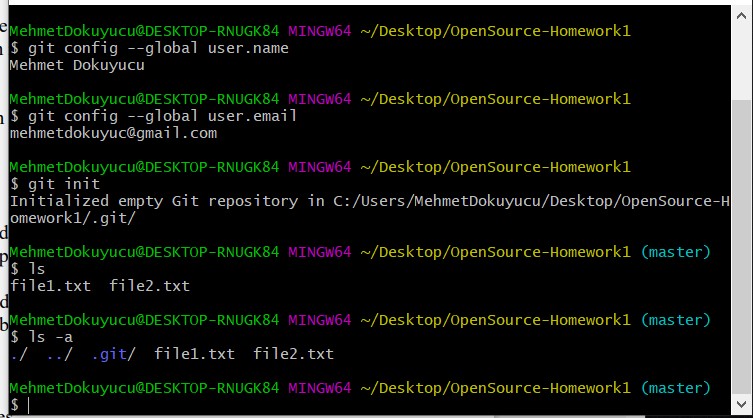 MehmetDokuyucu@DESKTOP-RNUGK84 MINGW64 ~/Desktop/OpenSource-Homework1
$ git config --global user.name
Mehmet Dokuyucu
MehmetDokuyucu@DESKTOP-RNUGK84 MINGW64 ~/Desktop/OpenSource-Homework1
$ git config --global user.email
mehmetdokuyuc@gmail.com
MehmetDokuyucu@DESKTOP-RNUGK84 MINGW64 ~/Desktop/OpenSource-Homework1
$ git init
Initialized empty Git repository in C:/Users/MehmetDokuyucu/Desktop/OpenSource-H
omework1/.git/
MehmetDokuyucu@DESKTOP-RNUGK84 MINGW64 ~/Desktop/OpenSource-Homework1 (master)
$ ls
file1.txt  file2.txt
MehmetDokuyucu@DESKTOP-RNUGK84 MINGW64 ~/Desktop/OpenSource-Homework1 (master)
$ ls -a
./  ../  .git/  file1.txt  file2.txt
MehmetDokuyucu@DESKTOP-RNUGK84 MINGW64 ~/Desktop/OpenSource-Homework1 (master)
$